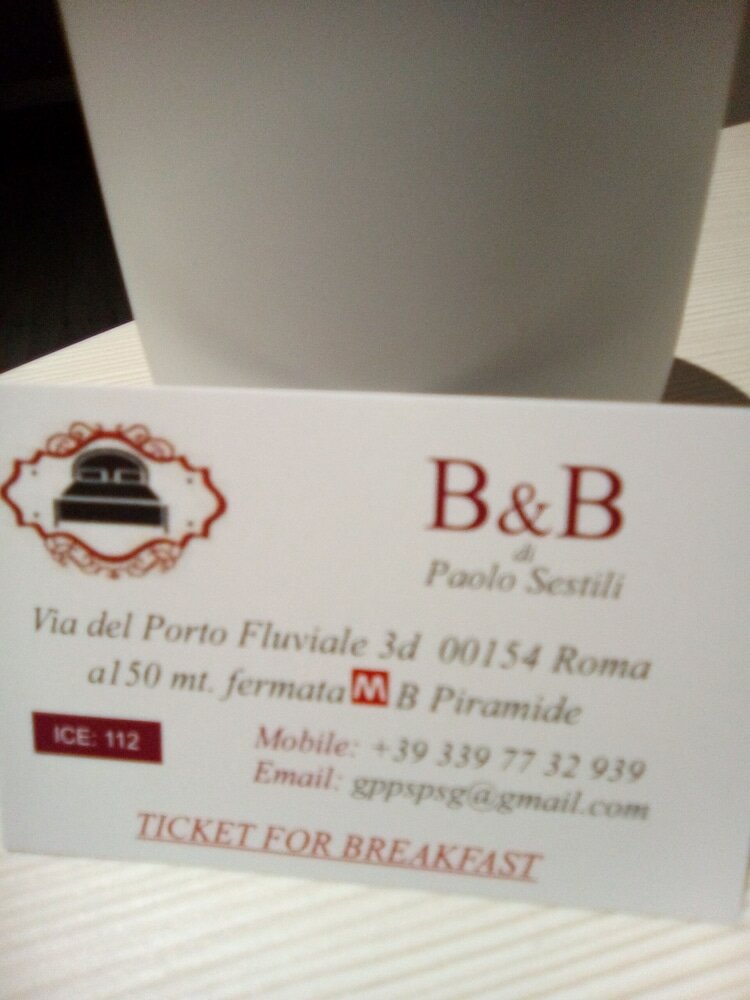 B&B
di
Paolo Sestili
Via del Porto Fluviale 3d 00154 Roma
a150 mt. fermata M B Piramide
ICE: 112
Mobile: +39 339 77 32 939
Email: gppspsg@gmail.com
TICKET FOR BREAKFAST